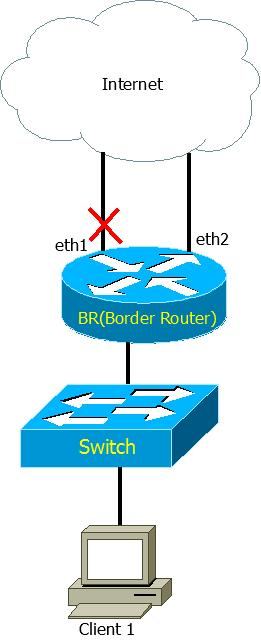 Internet
eth1
eth2
BR(Border Router)
Switch
Client 1